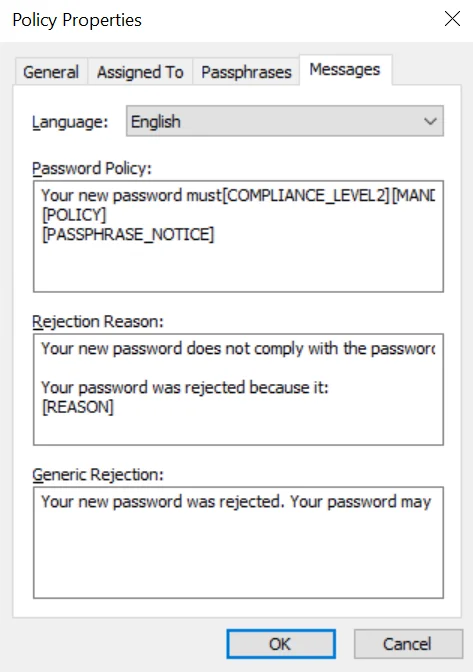 Policy Properties
General Assigned To Passphrases Messages
Language: English
Password Policy:
Your new password must[COMPLIANCE_LEVEL2][MAND
[POLICY]
[PASSPHRASE_NOTICE]
Rejection Reason:
Your new password does not comply with the password
Your password was rejected because it:
[REASON]
Generic Rejection:
Your new password was rejected. Your password may
OK Cancel